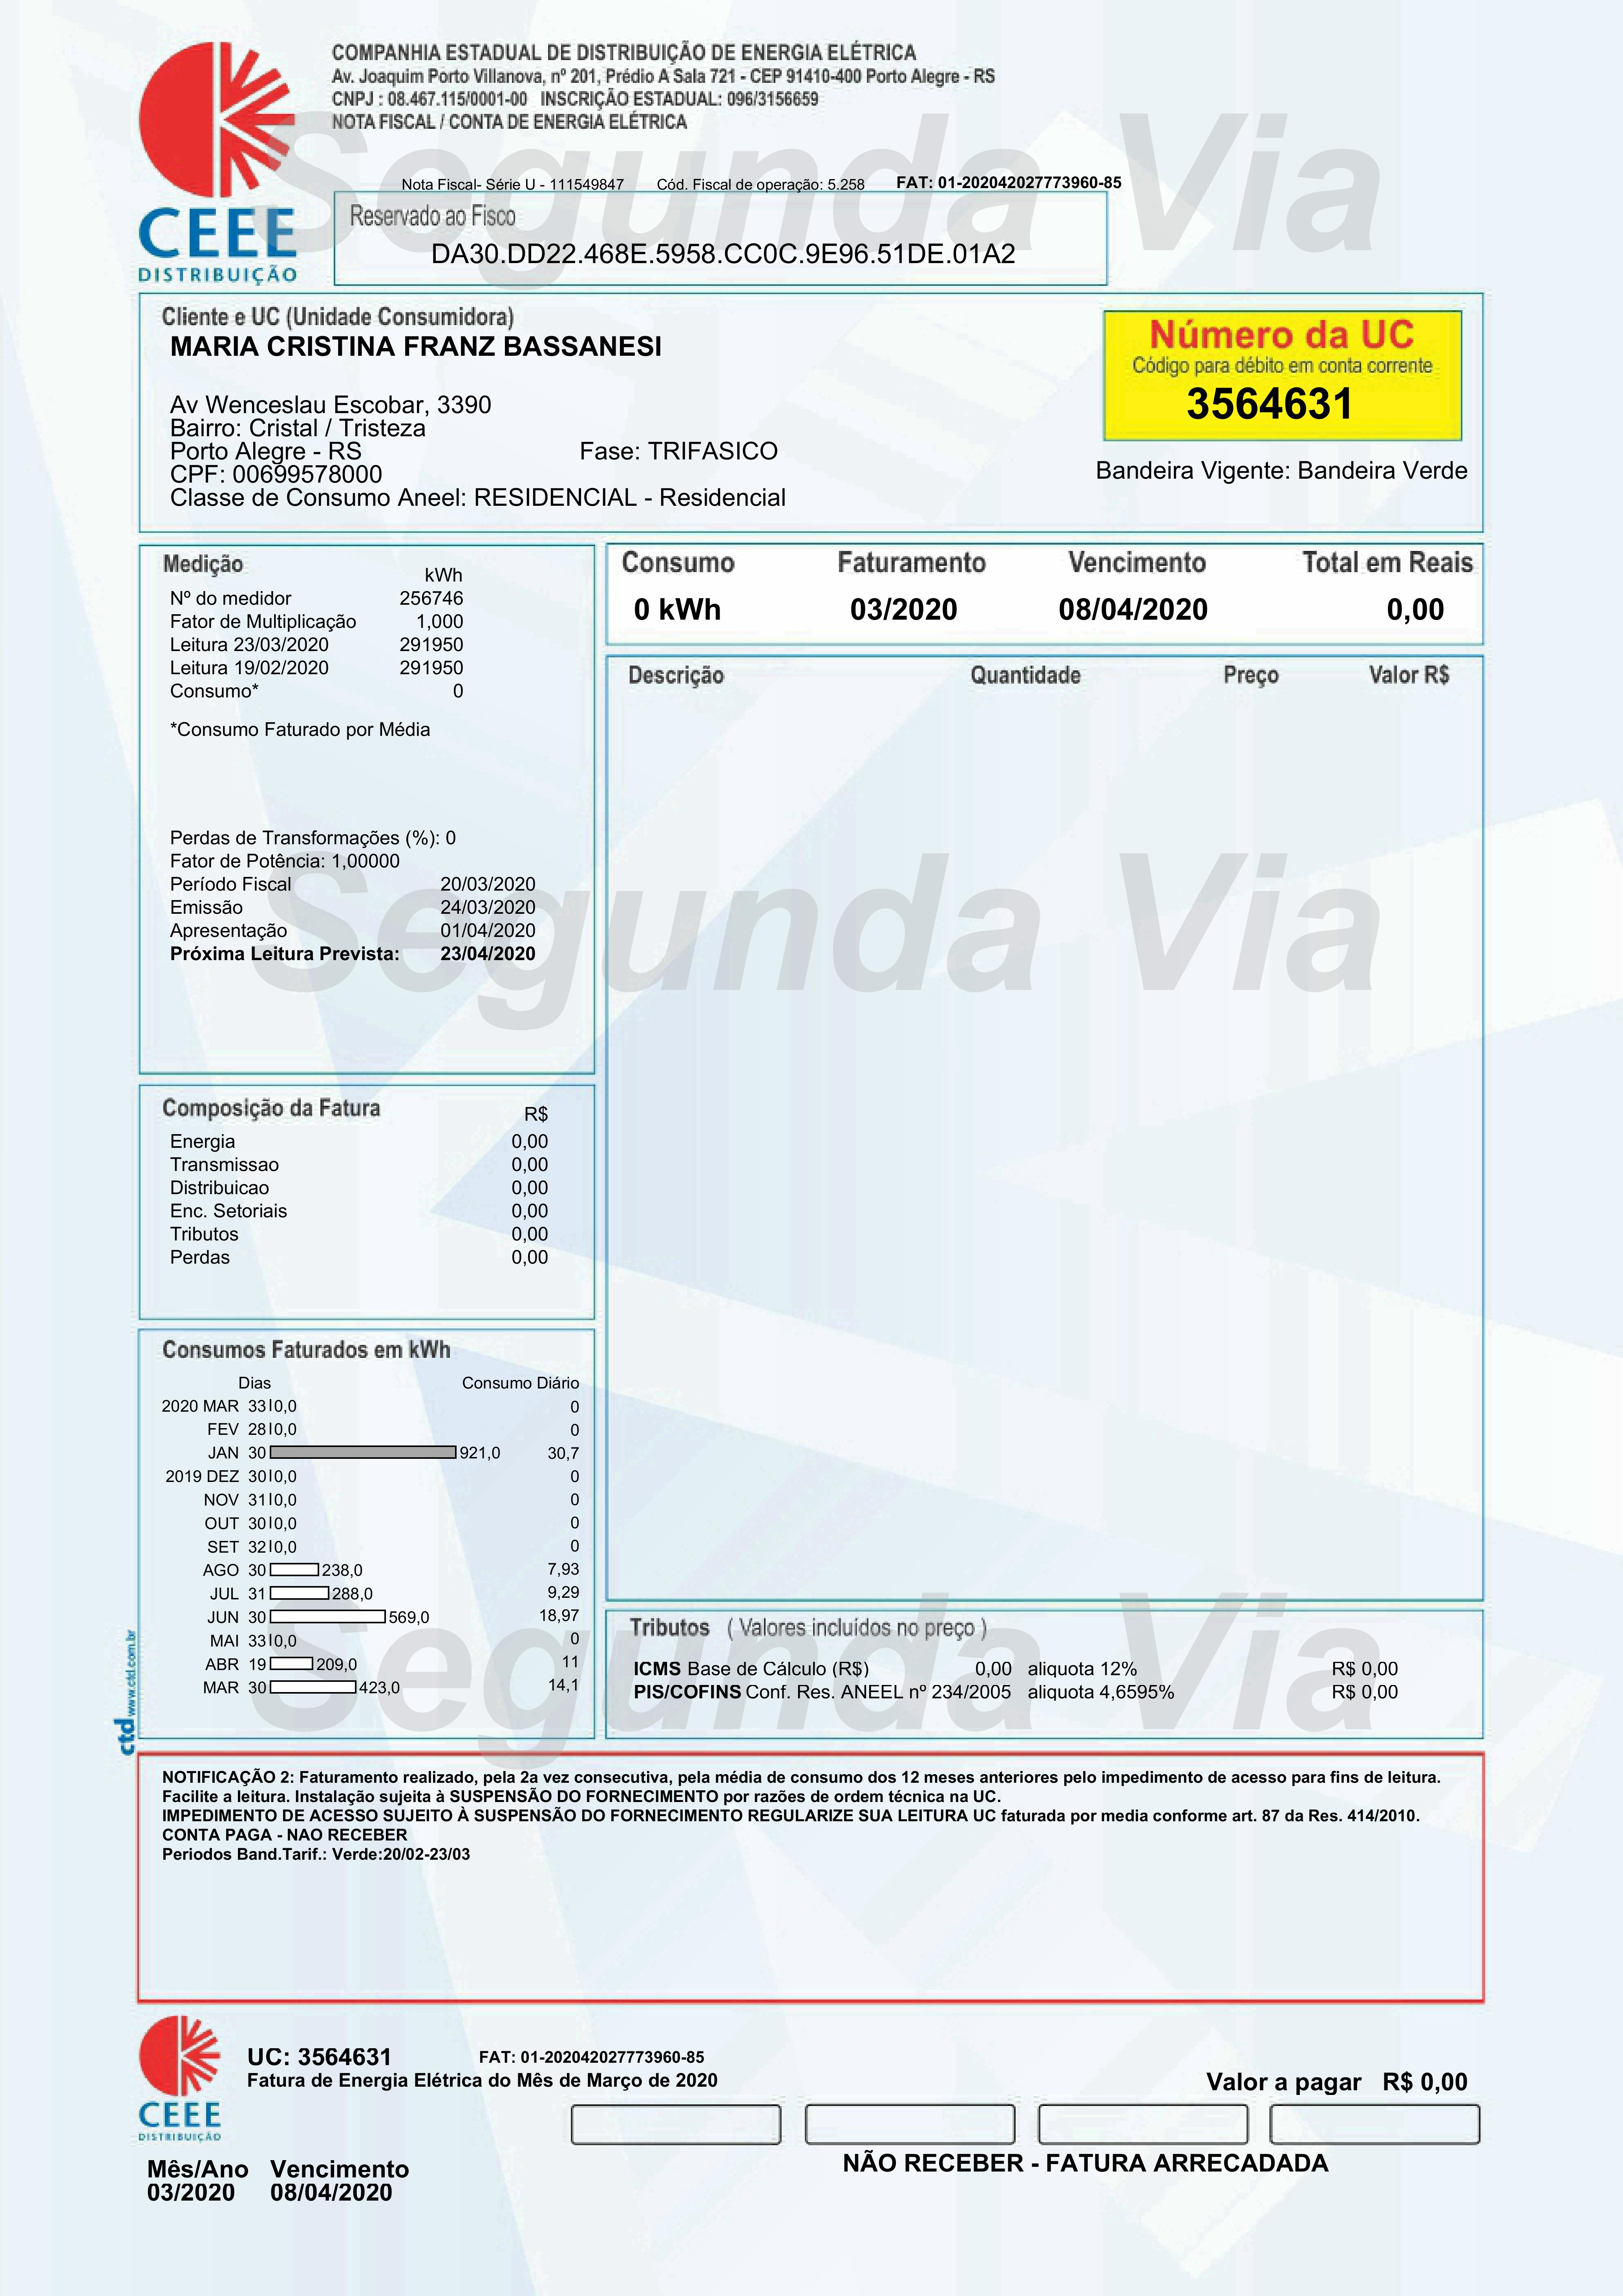 COMPANHIA ESTADUAL DE DISTRIBUIÇÃO DE ENERGIA ELÉTRICA
Av. Joaquim Porto Villanova, nº 201, Prédio A Sala 721 - CEP 91410-400 Porto Alegre - RS
CNPJ : 08.467.115/0001-00 INSCRIÇÃO ESTADUAL: 096/3156659
NOTA FISCAL / CONTA DE ENERGIA ELÉTRICA
Segunda Via
Nota Fiscal- Série U - 111549847 Cód. Fiscal de operação: 5.258 FAT: 01-202042027773960-85
CEEE
DISTRIBUIÇÃO
Reservado ao Fisco
DA30.DD22.468E.5958.CC0C.9E96.51DE.01A2
Cliente e UC (Unidade Consumidora)
MARIA CRISTINA FRANZ BASSANESI
Av Wenceslau Escobar, 3390
Bairro: Cristal / Tristeza
Porto Alegre - RS Fase: TRIFASICO
CPF: 00699578000
Classe de Consumo Aneel: RESIDENCIAL - Residencial
Número da UC
Código para débito em conta corrente
3564631
Bandeira Vigente: Bandeira Verde
Medição
kWh
Nº do medidor 256746
Fator de Multiplicação 1,000
Leitura 23/03/2020 291950
Leitura 19/02/2020 291950
Consumo* 0
*Consumo Faturado por Média
Perdas de Transformações (%): 0
Fator de Potência: 1,00000
Período Fiscal 20/03/2020
Emissão 24/03/2020
Apresentação 01/04/2020
Próxima Leitura Prevista: 23/04/2020
Consumo Faturamento Vencimento Total em Reais
0 kWh 03/2020 08/04/2020 0,00
Descrição Quantidade Preço Valor R$
Segunda Via
Composição da Fatura R$
Energia 0,00
Transmissao 0,00
Distribuicao 0,00
Enc. Setoriais 0,00
Tributos 0,00
Perdas 0,00
Consumos Faturados em kWh
Dias Consumo Diário
2020 MAR 33 0,0 0
FEV 28 0,0 0
JAN 30 921,0 30,7
2019 DEZ 30 0,0 0
NOV 31 0,0 0
OUT 30 0,0 0
SET 32 0,0 0
AGO 30 238,0 7,93
JUL 31 288,0 9,29
JUN 30 569,0 18,97
MAI 33 0,0 0
ABR 19 209,0 11
MAR 30 423,0 14,1
ctd www.ctd.com.br
Segunda Via
Tributos ( Valores incluídos no preço )
ICMS Base de Cálculo (R$) 0,00 aliquota 12% R$ 0,00
PIS/COFINS Conf. Res. ANEEL nº 234/2005 aliquota 4,6595% R$ 0,00
NOTIFICAÇÃO 2: Faturamento realizado, pela 2a vez consecutiva, pela média de consumo dos 12 meses anteriores pelo impedimento de acesso para fins de leitura.
Facilite a leitura. Instalação sujeita à SUSPENSÃO DO FORNECIMENTO por razões de ordem técnica na UC.
IMPEDIMENTO DE ACESSO SUJEITO À SUSPENSÃO DO FORNECIMENTO REGULARIZE SUA LEITURA UC faturada por media conforme art. 87 da Res. 414/2010.
CONTA PAGA - NAO RECEBER
Periodos Band.Tarif.: Verde:20/02-23/03
CEEE
DISTRIBUIÇÃO
UC: 3564631 FAT: 01-202042027773960-85
Fatura de Energia Elétrica do Mês de Março de 2020 Valor a pagar R$ 0,00
NÃO RECEBER - FATURA ARRECADADA
Mês/Ano Vencimento
03/2020 08/04/2020